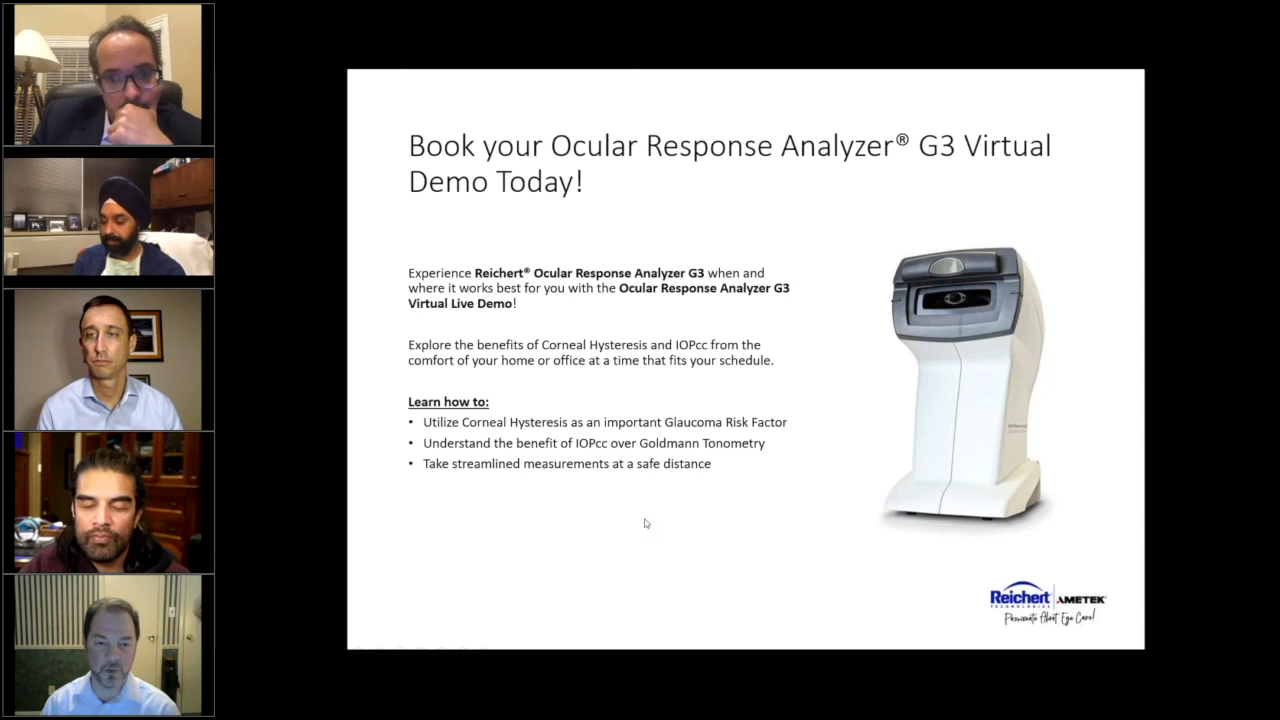 Book your Ocular Response Analyzer® G3 Virtual
Demo Today!
Experience Reichert® Ocular Response Analyzer G3 when and
where it works best for you with the Ocular Response Analyzer G3
Virtual Live Demo!
Explore the benefits of Corneal Hysteresis and IOPcc from the
comfort of your home or office at a time that fits your schedule.
Learn how to:
• Utilize Corneal Hysteresis as an important Glaucoma Risk Factor
• Understand the benefit of IOPcc over Goldmann Tonometry
• Take streamlined measurements at a safe distance
Reichert
TECHNOLOGIES
AMETEK
Passionate About Eye Care!